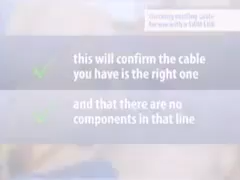 this will confirm the cable
you have is the right one
and that there are no
components in that line